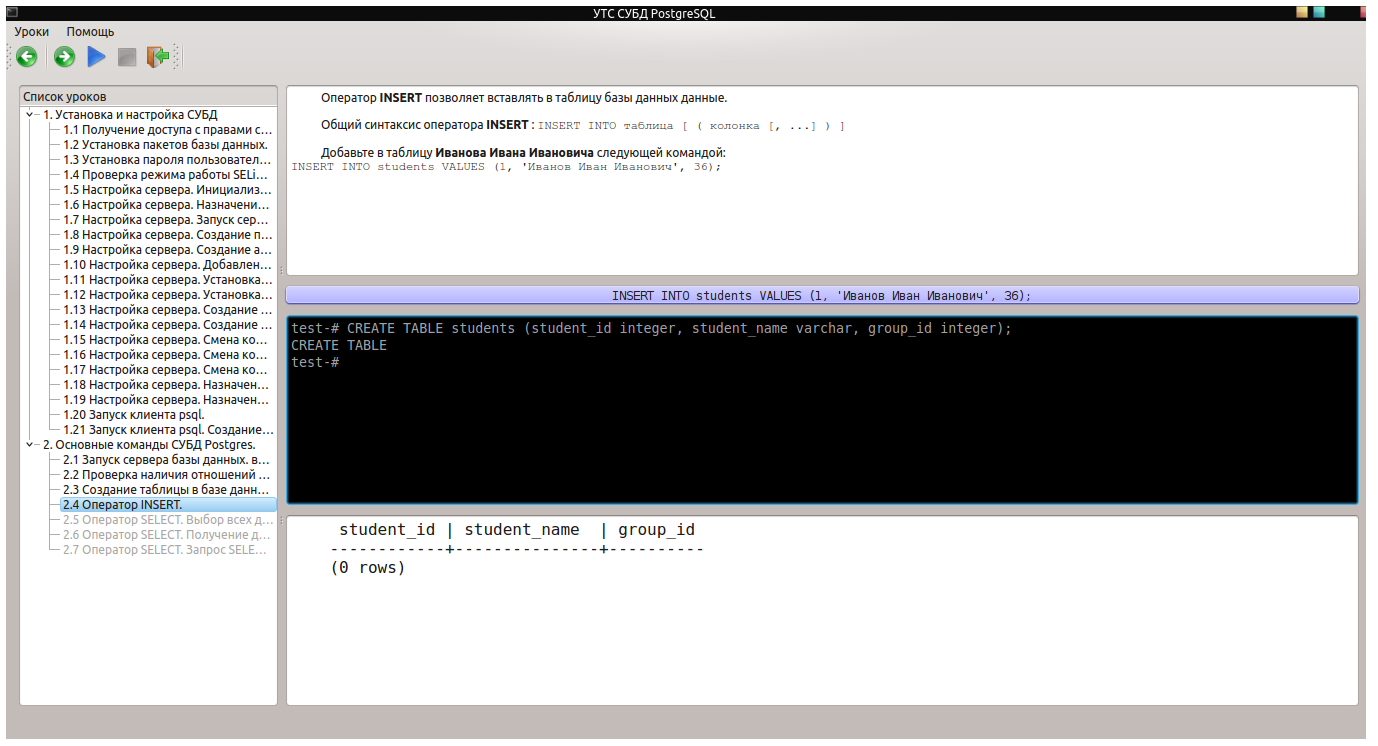 УТС СУБД PostgreSQL
Уроки Помощь
Список уроков
1. Установка и настройка СУБД
1.1 Получение доступа с правами с...
1.2 Установка пакетов базы данных.
1.3 Установка пароля пользовател...
1.4 Проверка режима работы SELi...
1.5 Настройка сервера. Инициализ...
1.6 Настройка сервера. Назначени...
1.7 Настройка сервера. Запуск сер...
1.8 Настройка сервера. Создание п...
1.9 Настройка сервера. Создание а...
1.10 Настройка сервера. Добавлен...
1.11 Настройка сервера. Установка...
1.12 Настройка сервера. Установка...
1.13 Настройка сервера. Создание ...
1.14 Настройка сервера. Создание ...
1.15 Настройка сервера. Смена ко...
1.16 Настройка сервера. Смена ко...
1.17 Настройка сервера. Смена ко...
1.18 Настройка сервера. Назначен...
1.19 Настройка сервера. Назначен...
1.20 Запуск клиента psql.
1.21 Запуск клиента psql. Создание...
2. Основные команды СУБД Postgres.
2.1 Запуск сервера базы данных. в...
2.2 Проверка наличия отношений ...
2.3 Создание таблицы в базе данн...
2.4 Оператор INSERT.
2.5 Оператор SELECT. Выбор всех д...
2.6 Оператор SELECT. Получение д...
2.7 Оператор SELECT. Запрос SELE...
Оператор INSERT позволяет вставлять в таблицу базы данных данные.
Общий синтаксис оператора INSERT : INSERT INTO таблица [ ( колонка [, ...] ) ]
Добавьте в таблицу Иванова Ивана Ивановича следующей командой:
INSERT INTO students VALUES (1, 'Иванов Иван Иванович', 36);
INSERT INTO students VALUES (1, 'Иванов Иван Иванович', 36);
test-# CREATE TABLE students (student_id integer, student_name varchar, group_id integer);
CREATE TABLE
test-#
student_id | student_name | group_id
------------+---------------+----------
(0 rows)